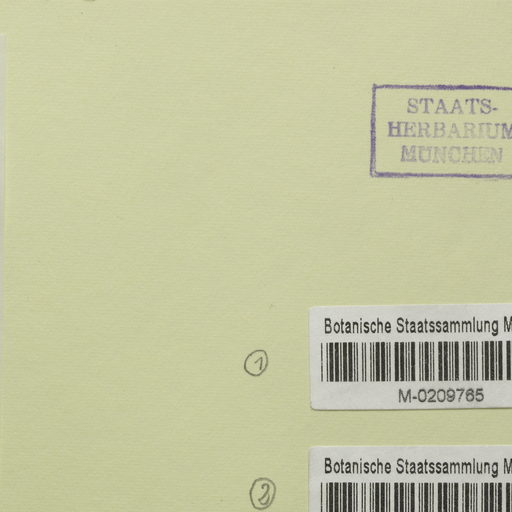 STAATS-
HERBARIUM
MÜNCHEN
Botanische Staatssammlung M
1
M-0209765
Botanische Staatssammlung M
2